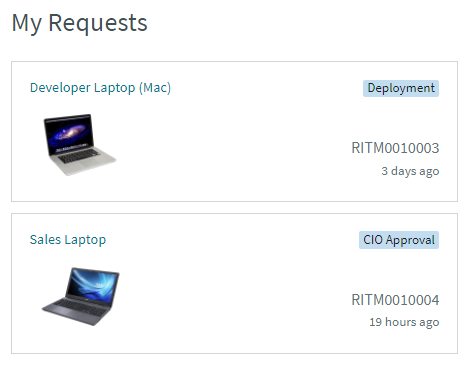 My Requests
Developer Laptop (Mac)
Deployment
RITM0010003
3 days ago
Sales Laptop
CIO Approval
RITM0010004
19 hours ago